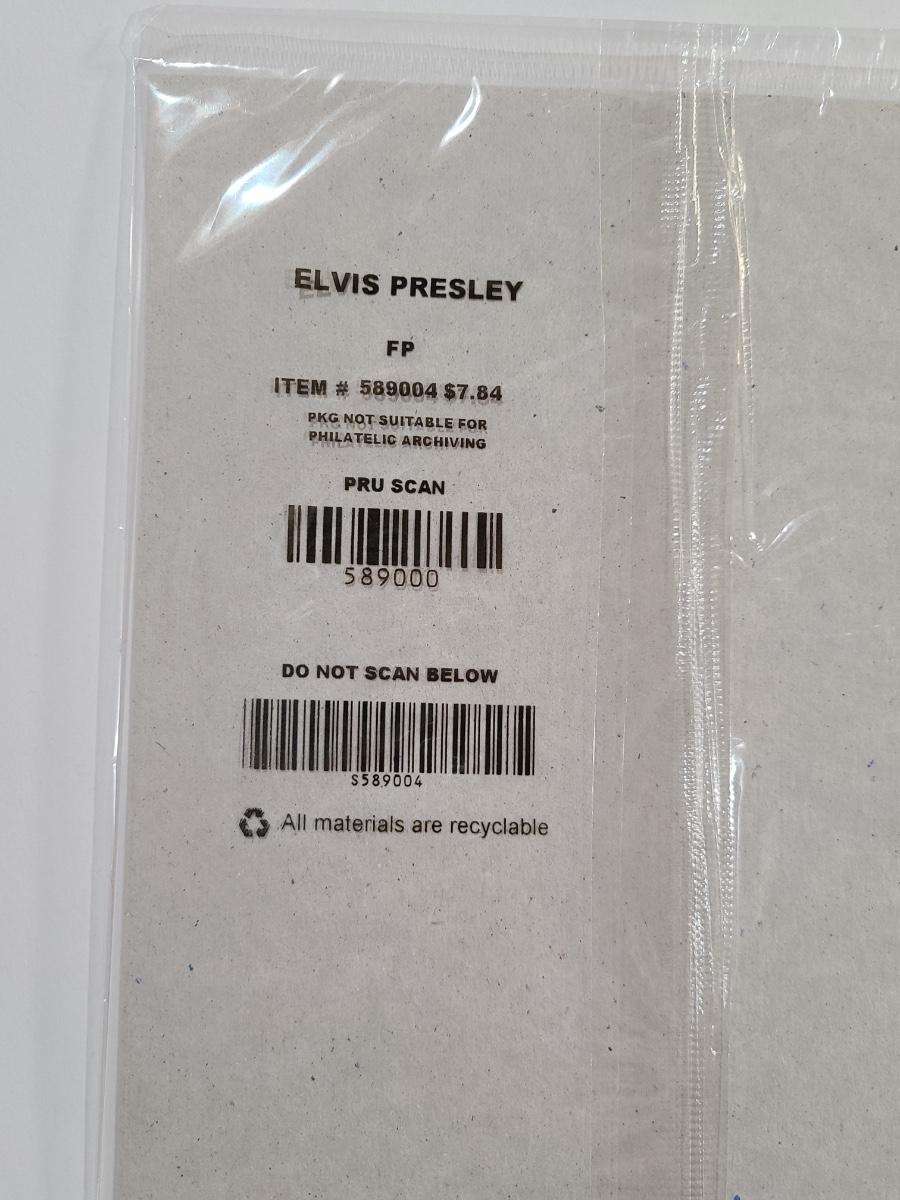 ELVIS PRESLEY
FP
ITEM # 589004 $7.84
PKG NOT SUITABLE FOR
PHILATELIC ARCHIVING
PRU SCAN
589000
DO NOT SCAN BELOW
S589004
All materials are recyclable